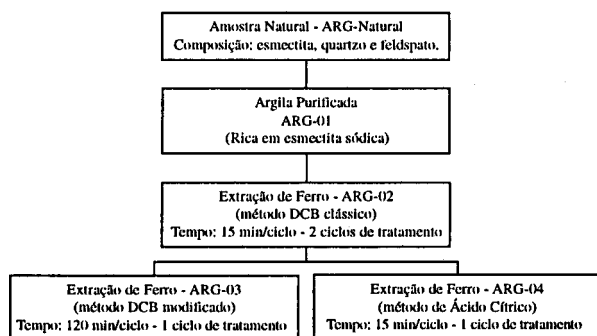 Amostra Natural - ARG-Natural
Composição: esmectita, quartzo e feldspato.
Argila Purificada
ARG-01
(Rica em esmectita sódica)
Extração de Ferro - ARG-02
(método DCB clássico)
Tempo: 15 min/ciclo - 2 ciclos de tratamento
Extração de Ferro - ARG-03
(método DCB modificado)
Tempo: 120 min/ciclo - 1 ciclo de tratamento
Extração de Ferro - ARG-04
(método de Ácido Cítrico)
Tempo: 15 min/ciclo - 1 ciclo de tratamento